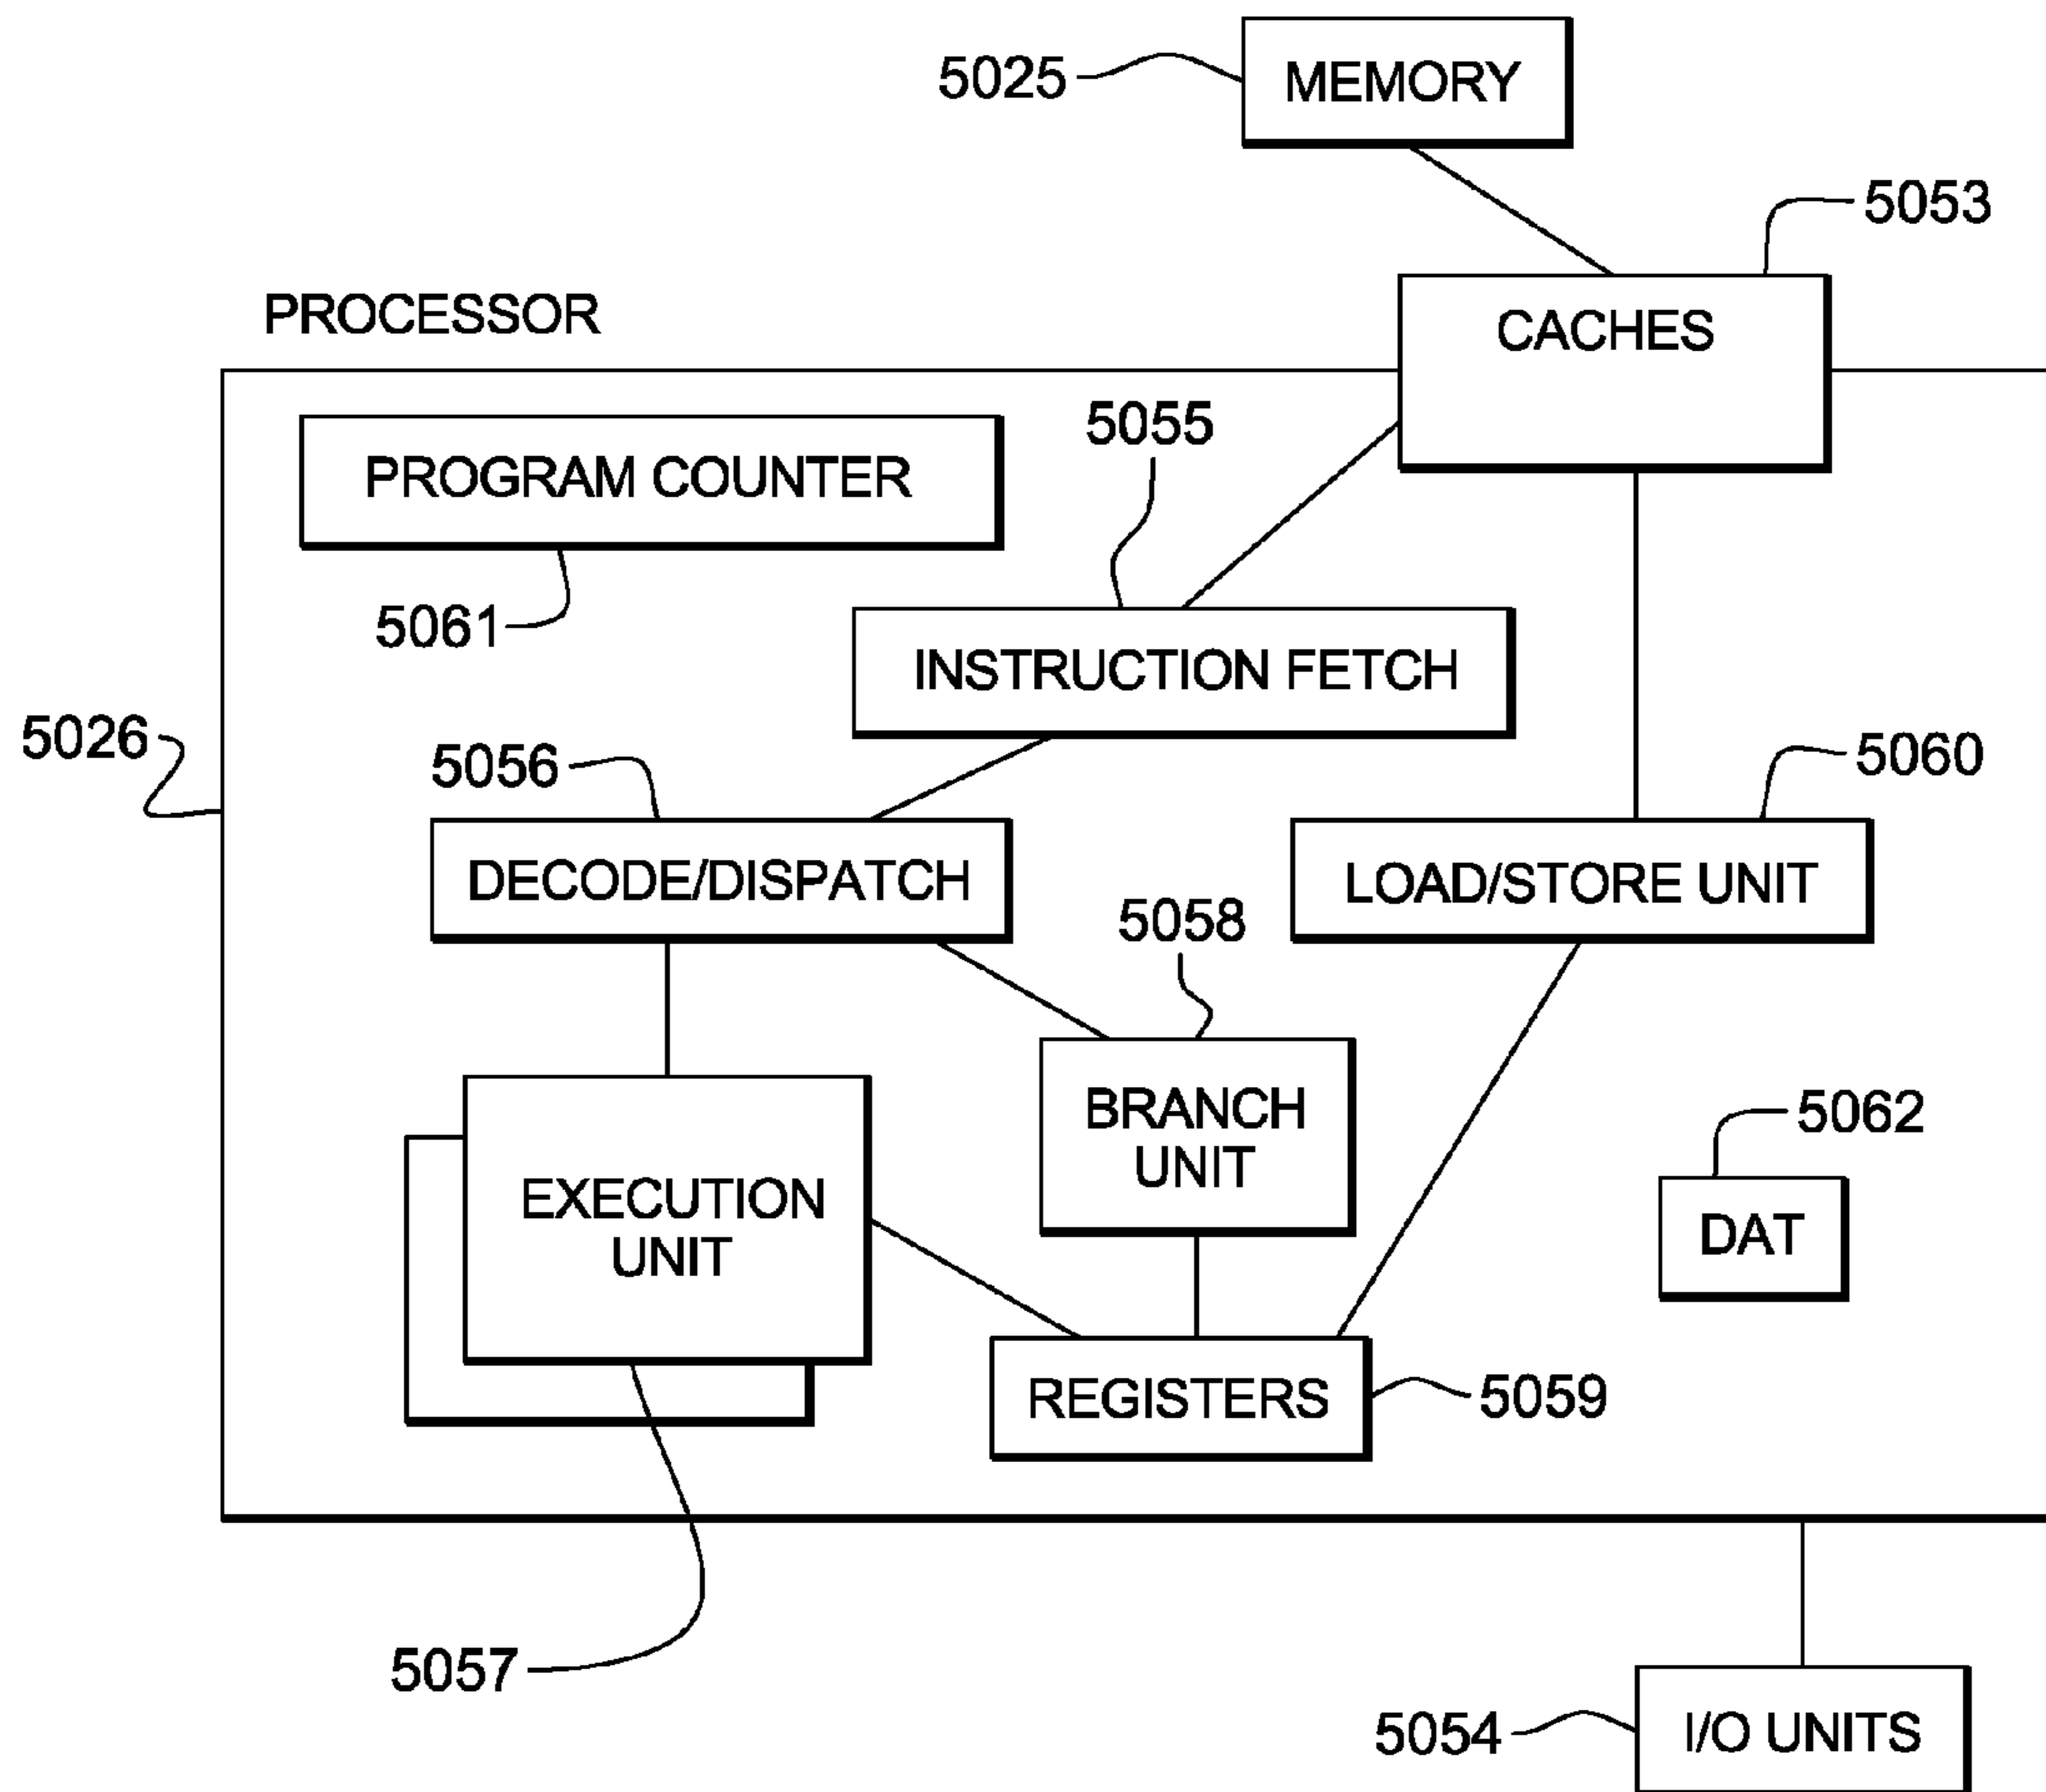 MEMORY
5025
5053
CACHES
PROCESSOR
5055
PROGRAM COUNTER
5061
INSTRUCTION FETCH
5026
5056
5060
DECODE/DISPATCH
LOAD/STORE UNIT
5058
BRANCH
UNIT
5062
EXECUTION
UNIT
DAT
REGISTERS
5059
5057
5054
I/O UNITS